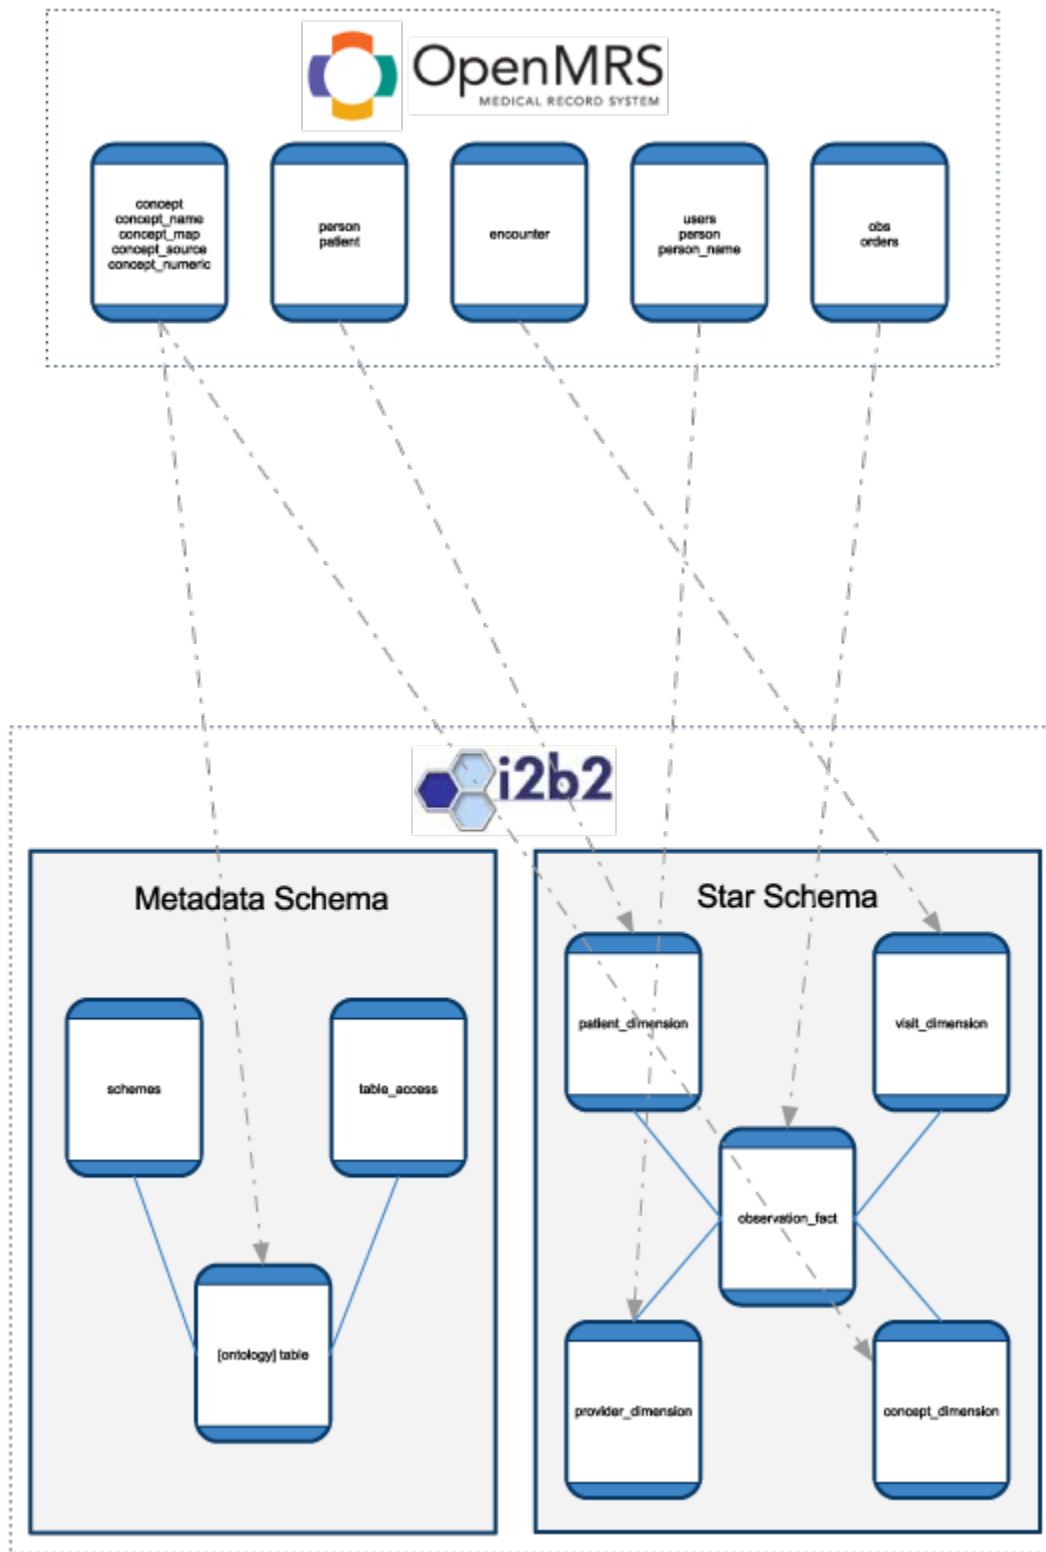 OpenMRS
MEDICAL RECORD SYSTEM
concept
concept_name
concept_map
concept_source
concept_numeric
person
patient
encounter
users
person
person_name
obs
orders
i2b2
Metadata Schema
schemes
table_access
[ontology] table
Star Schema
patient_dimension
visit_dimension
observation_fact
provider_dimension
concept_dimension